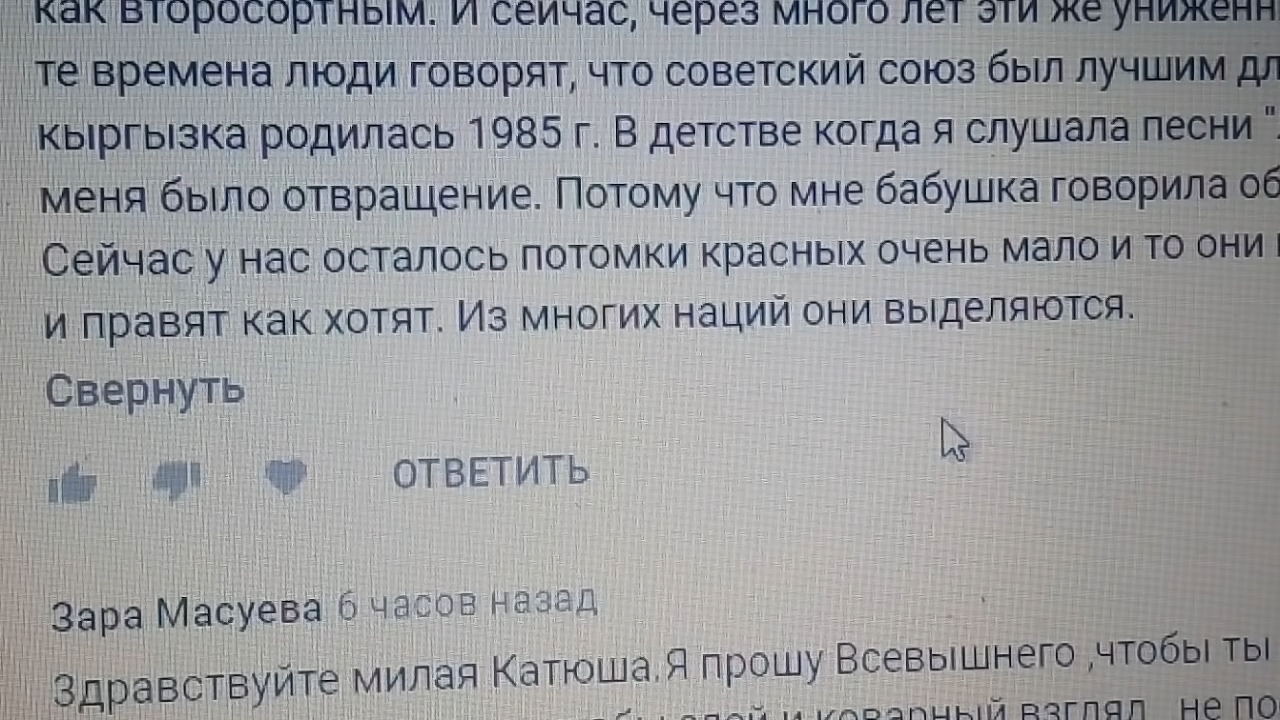 как второсортным. И сейчас, через много лет эти же
те времена люди говорят, что советский союз был лучшим
кыргызка родилась 1985 г. В детстве когда я слушала песни "
меня было отвращение. Потому что мне бабушка говорила
Сейчас у нас осталось потомки красных очень мало и то они
и правят как хотят. Из многих наций они выделяются.
Свернуть
ОТВЕТИТЬ
Зара Масуева 6 часов назад
Здравствуйте милая Катюша.Я прошу Всевышнего ,чтобы ты
и коварный взгляд не